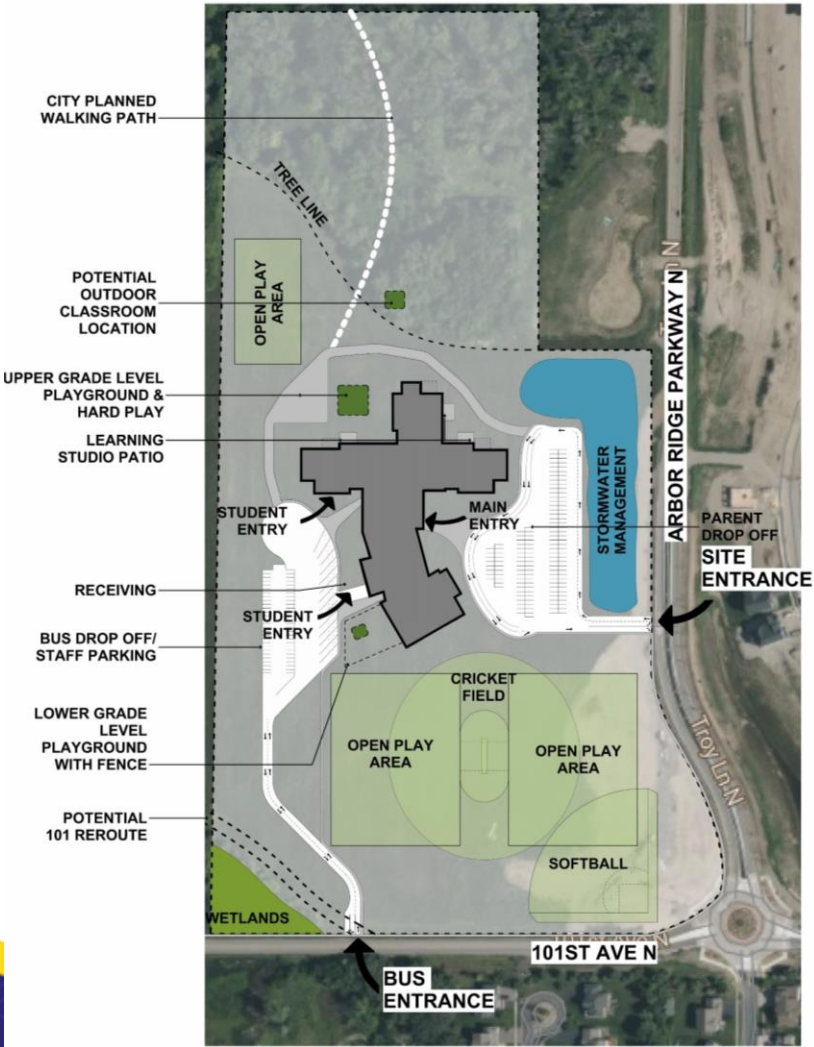 CITY PLANNED
WALKING PATH
TREE LINE
OPEN PLAY
AREA
POTENTIAL
OUTDOOR
CLASSROOM
LOCATION
UPPER GRADE LEVEL
PLAYGROUND &
HARD PLAY
LEARNING
STUDIO PATIO
STUDENT
ENTRY
MAIN
ENTRY
STORMWATER
MANAGEMENT
ARBOR RIDGE PARKWAY N
PARENT
DROP OFF
SITE
ENTRANCE
RECEIVING
STUDENT
ENTRY
BUS DROP OFF/
STAFF PARKING
LOWER GRADE
LEVEL
PLAYGROUND
WITH FENCE
CRICKET
FIELD
OPEN PLAY
AREA
OPEN PLAY
AREA
Troy Ln N
POTENTIAL
101 REROUTE
SOFTBALL
WETLANDS
101ST AVE N
BUS
ENTRANCE